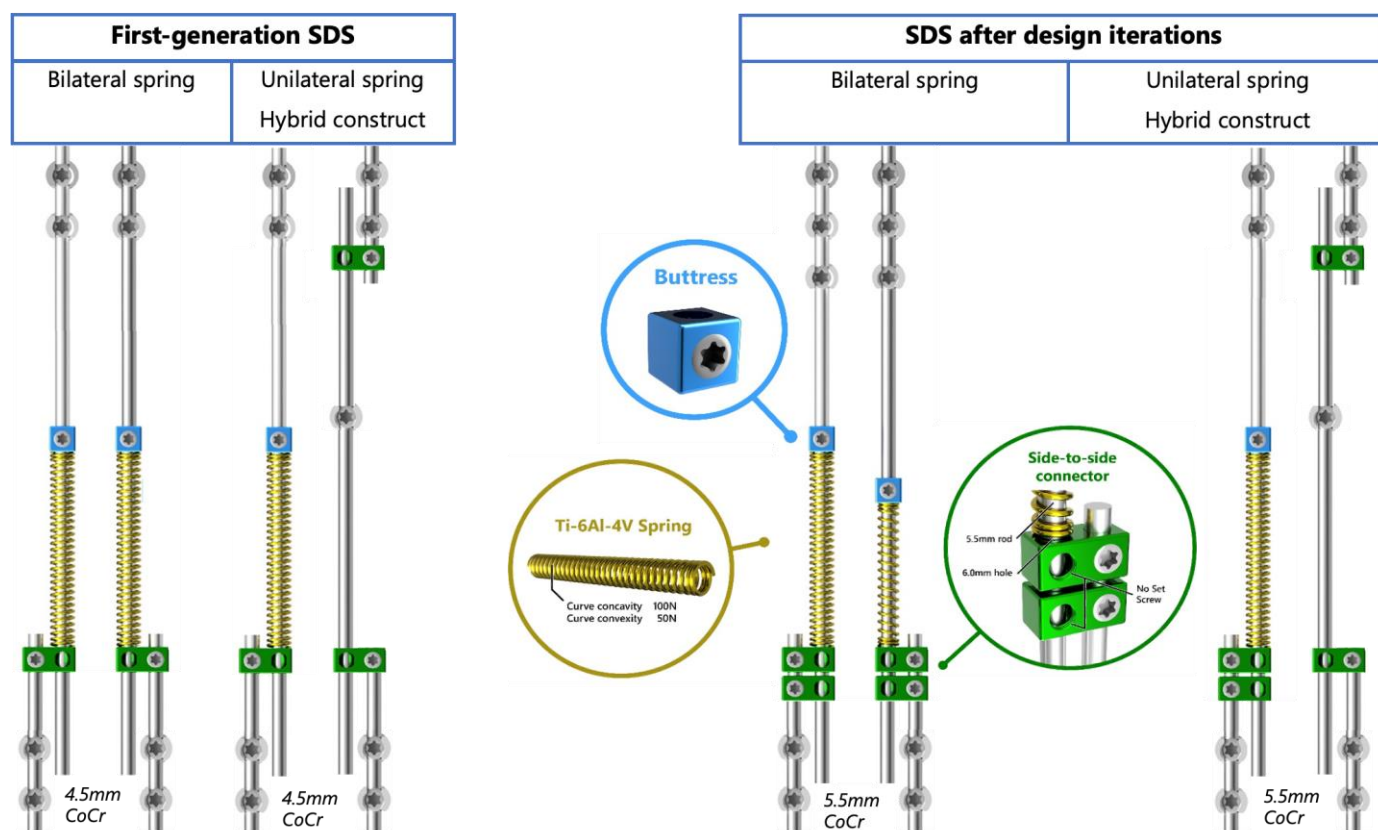 First-generation SDS
Bilateral spring
Unilateral spring
Hybrid construct
SDS after design iterations
Bilateral spring
Unilateral spring
Hybrid construct
Buttress
Ti-6Al-4V Spring
Curve concavity 100N
Curve convexity 50N
Side-to-side
connector
5.5mm rod
6.0mm hole
No Set
Screw
4.5mm
CoCr
4.5mm
CoCr
5.5mm
CoCr
5.5mm
CoCr